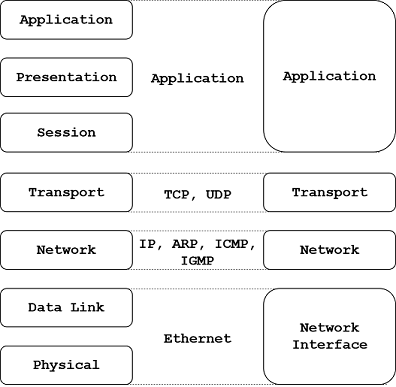 Application
Presentation
Application
Application
Session
Transport
TCP, UDP
Transport
Network
IP, ARP, ICMP,
IGMP
Network
Data Link
Ethernet
Network
Interface
Physical